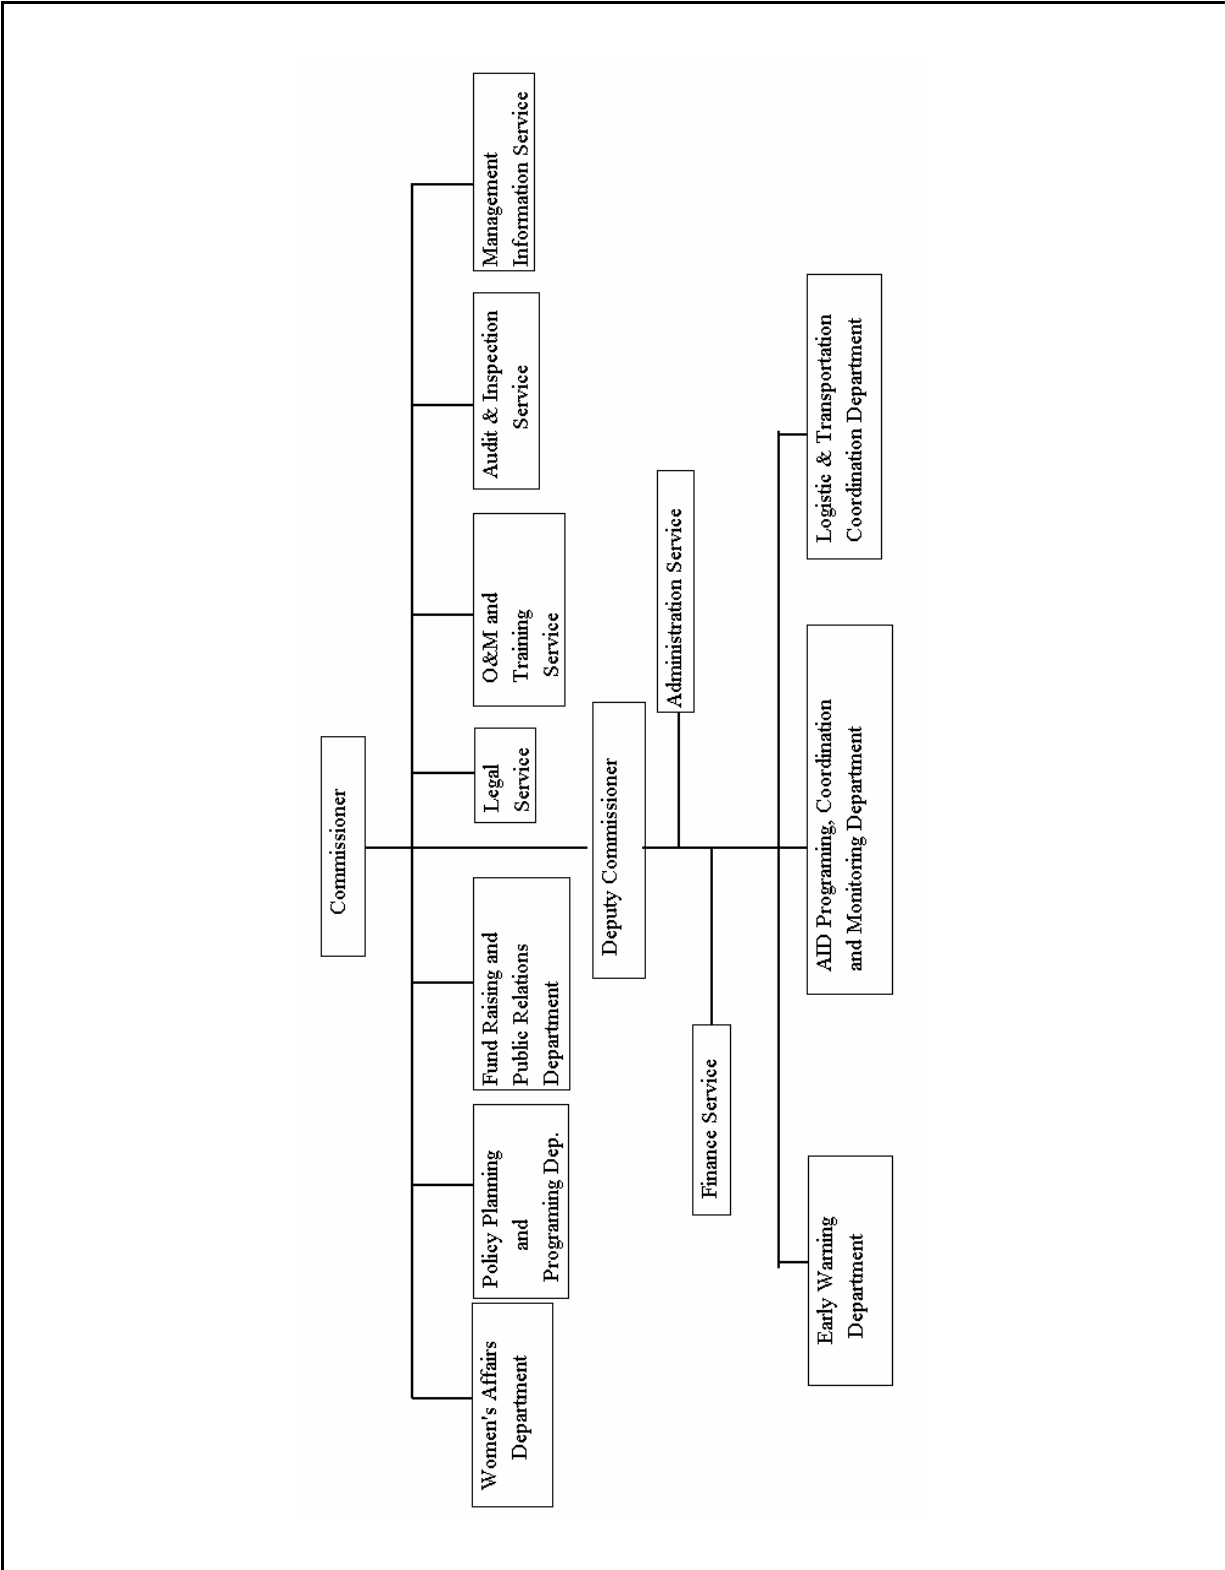 Commissioner
Women's Affairs
Department
Policy Planning
and
Programing Dep.
Fund Raising and
Public Relations
Department
Legal
Service
O&M and
Training
Service
Audit & Inspection
Service
Management
Information Service
Deputy Commissioner
Administration Service
Finance Service
Early Warning
Department
AID Programing, Coordination
and Monitoring Department
Logistic & Transportation
Coordination Department